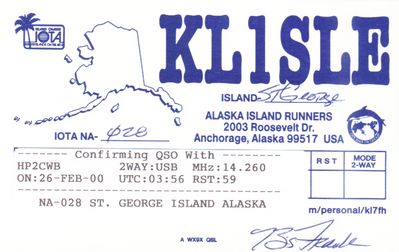 KL1SLE
IOTA
ISLAND- St George
ALASKA ISLAND RUNNERS
2003 Roosevelt Dr.
Anchorage, Alaska 99517 USA
IOTA NA- Ø28
------- Confirming QSO With -------
HP2CWB 2WAY:USB MHz:14.260
ON:26-FEB-00 UTC:03:56 RST:59
NA-028 ST. GEORGE ISLAND ALASKA
RST MODE 2-WAY
m/personal/kl7fh
A WX9X QSL